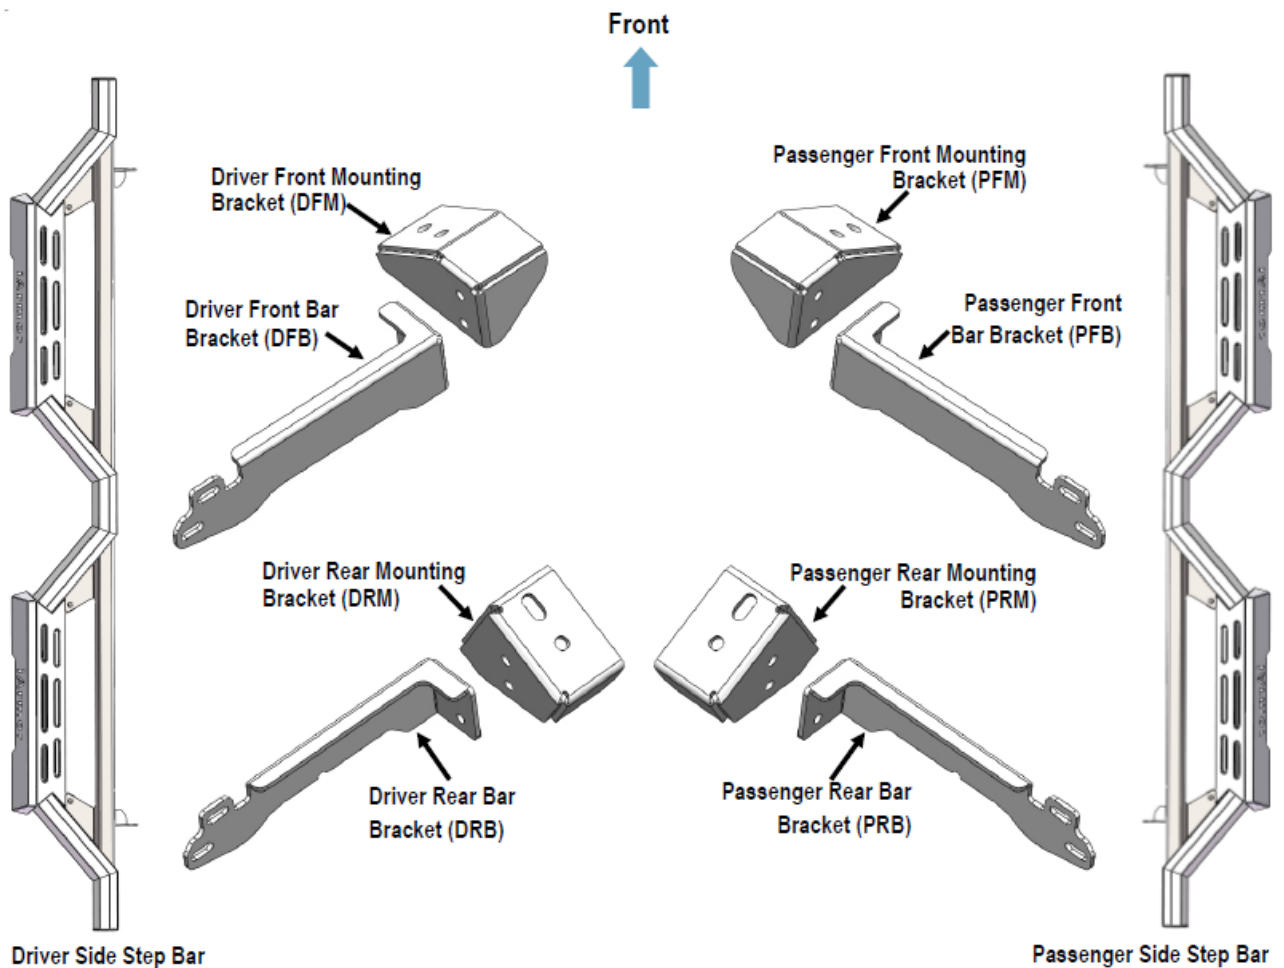 Front
Driver Front Mounting
Bracket (DFM)
Passenger Front Mounting
Bracket (PFM)
Driver Front Bar
Bracket (DFB)
Passenger Front
Bar Bracket (PFB)
Driver Rear Mounting
Bracket (DRM)
Passenger Rear Mounting
Bracket (PRM)
Driver Rear Bar
Bracket (DRB)
Passenger Rear Bar
Bracket (PRB)
Driver Side Step Bar
Passenger Side Step Bar